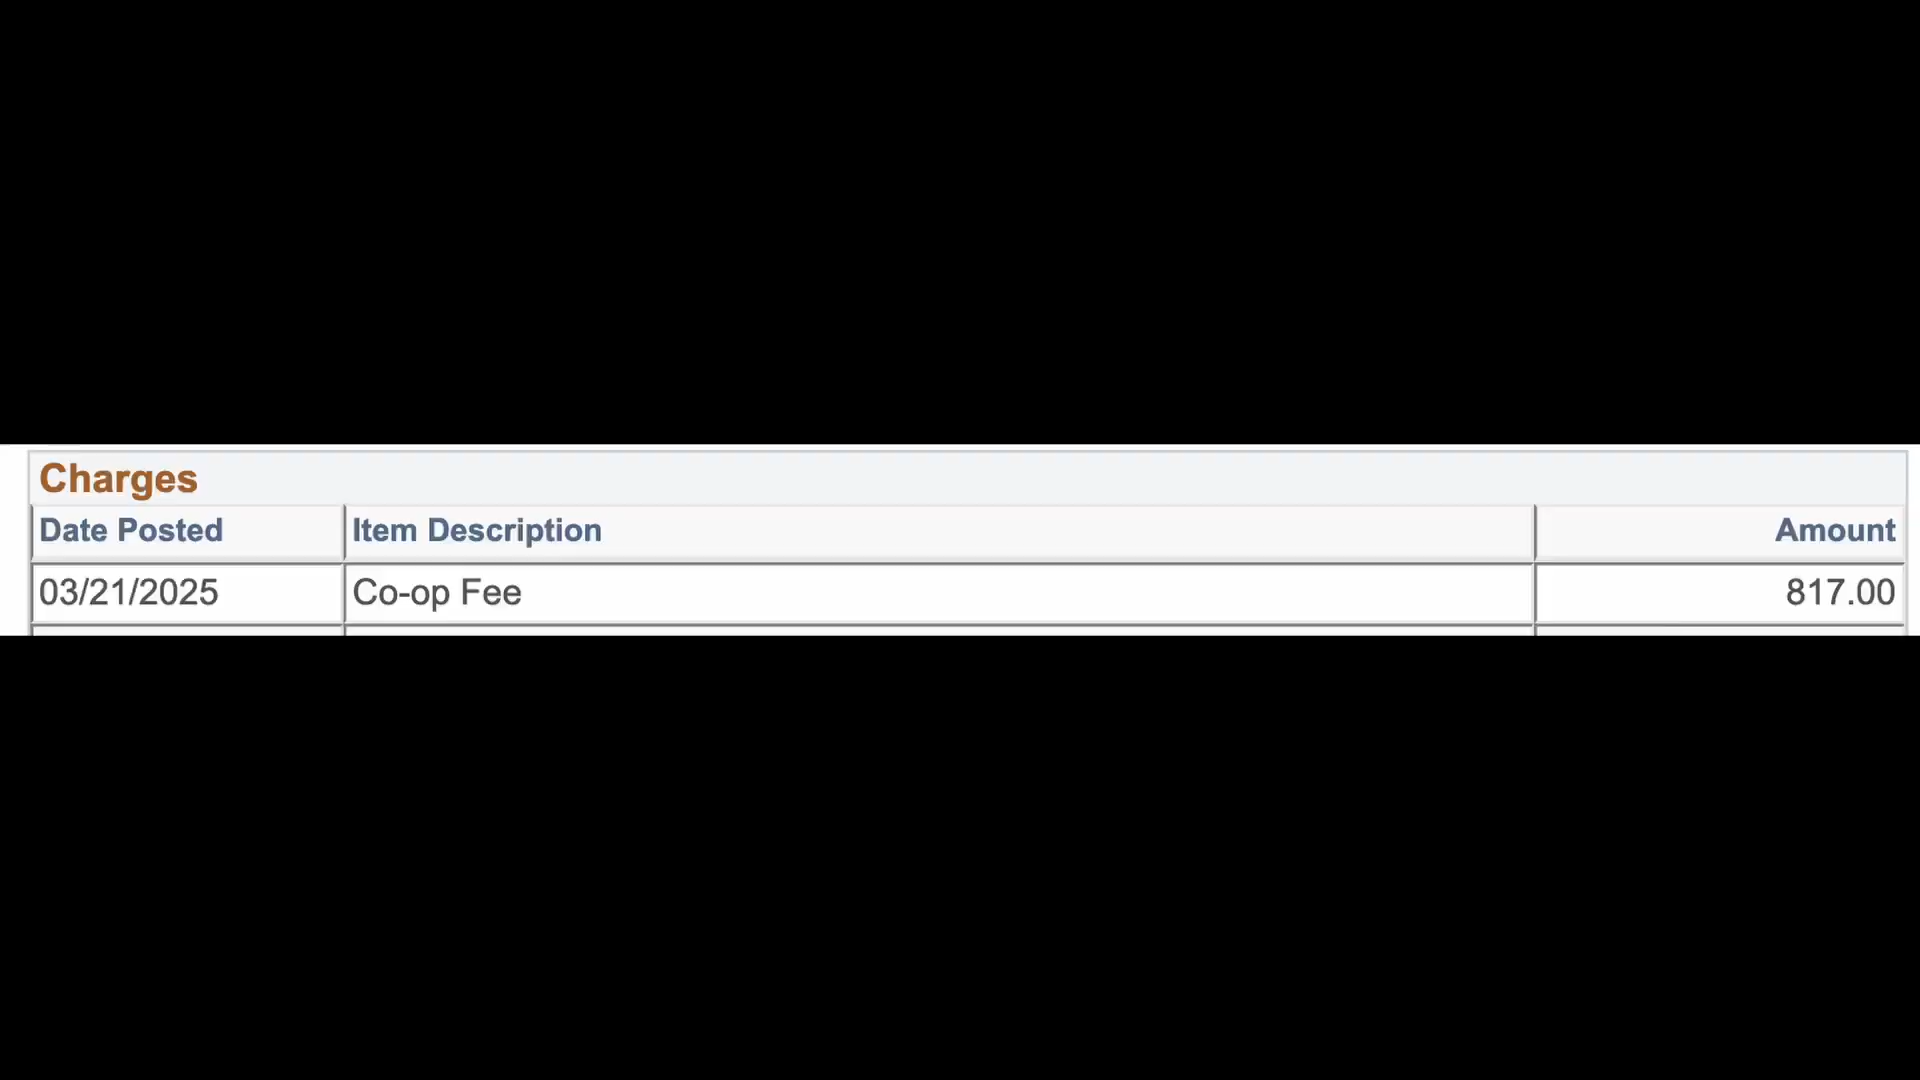 Charges
Date Posted Item Description Amount
03/21/2025 Co-op Fee 817.00